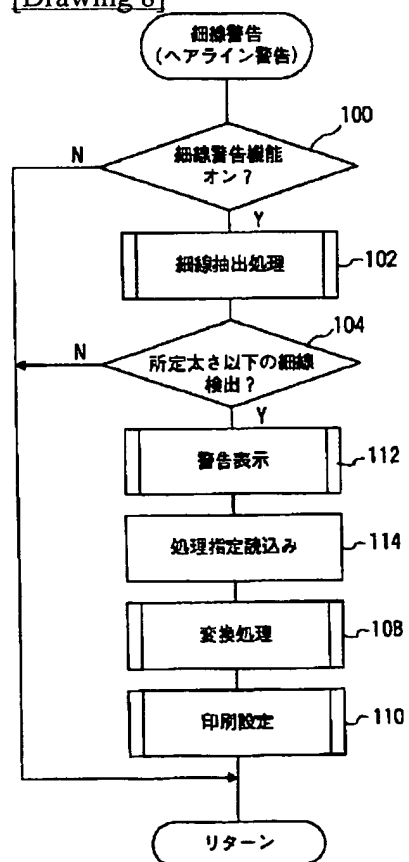 [Drawing 8]
細線警告
(ヘアライン警告)
100
N
細線警告機能
オン?
Y
細線抽出処理
102
104
N
所定太さ以下の細線
検出?
Y
警告表示
112
処理指定読込み
114
変換処理
108
印刷設定
110
リターン